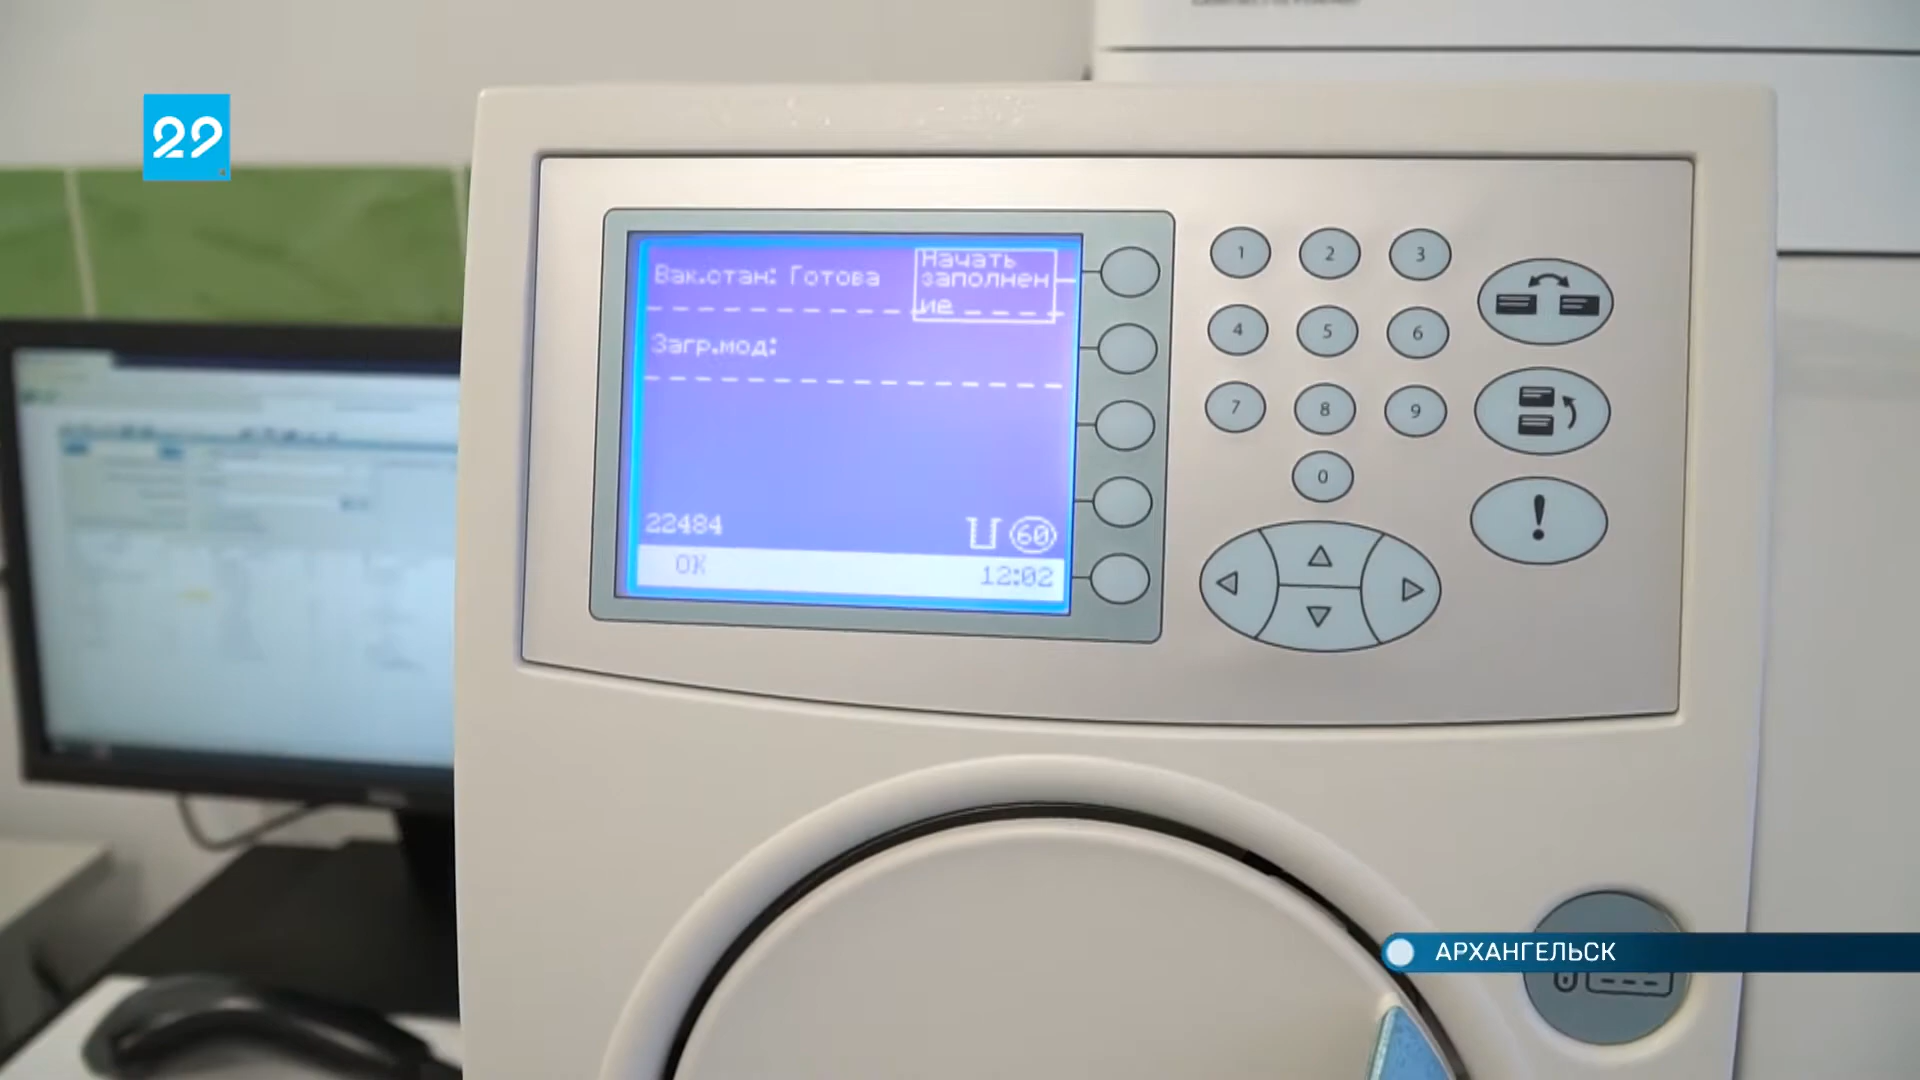 29
Вак.стан: Готова
Начать
заполнен
ие
Загр.мод:
22484
60
OK
12:02
1 2 3
4 5 6
7 8 9
0
!
АРХАНГЕЛЬСК